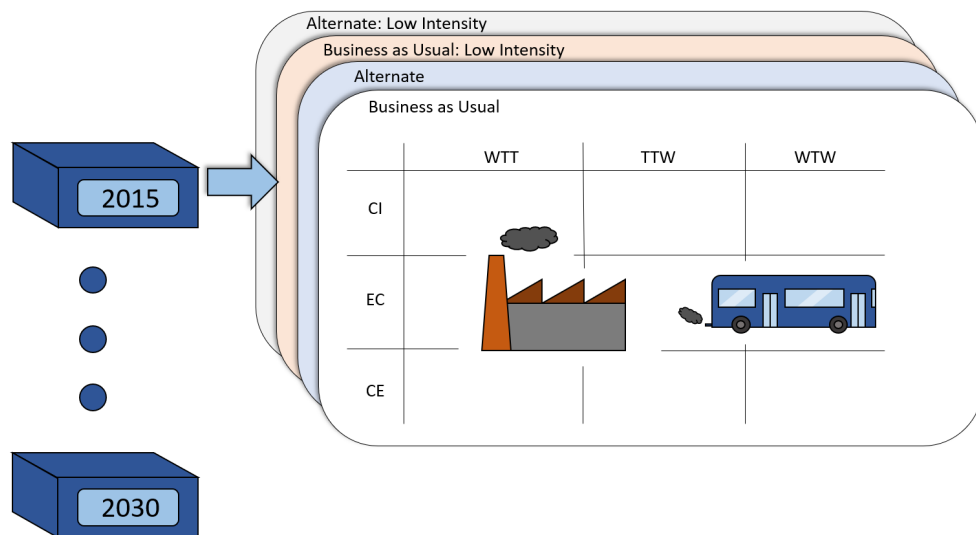 Alternate: Low Intensity
Business as Usual: Low Intensity
Alternate
Business as Usual
WTT TTW WTW
CI
EC
CE
2015
2030